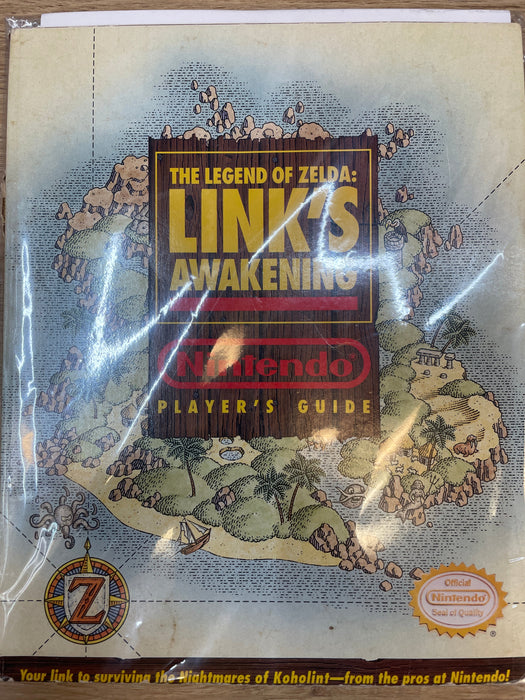 THE LEGEND OF ZELDA:
LINK'S
AWAKENING
Nintendo®
PLAYER'S GUIDE
Z
Official
Nintendo
Seal of Quality
®
Your link to surviving the Nightmares of Koholint—from the pros at Nintendo!